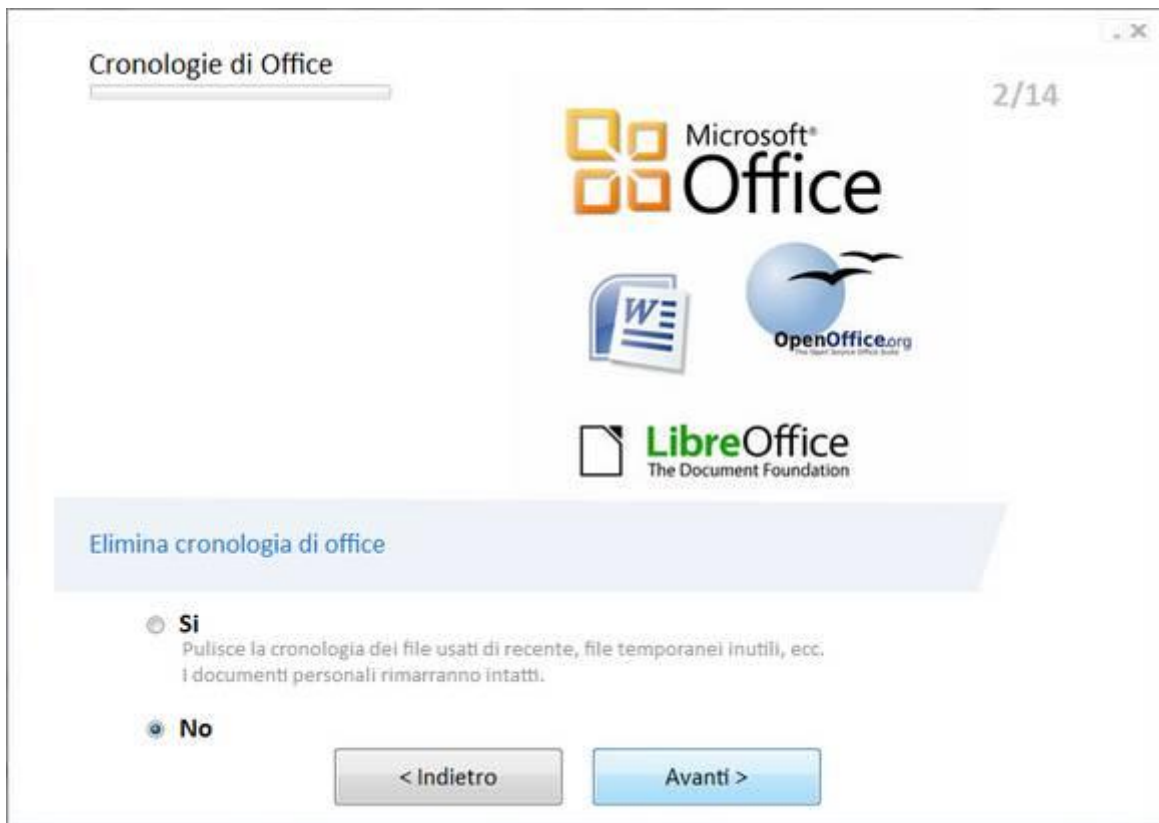 Cronologie di Office
2/14
Microsoft®
Office
W
OpenOffice.org
LibreOffice
The Document Foundation
Elimina cronologia di office
Si
Pulisce la cronologia dei file usati di recente, file temporanei inutili, ecc.
I documenti personali rimarranno intatti.
No
< Indietro
Avanti >